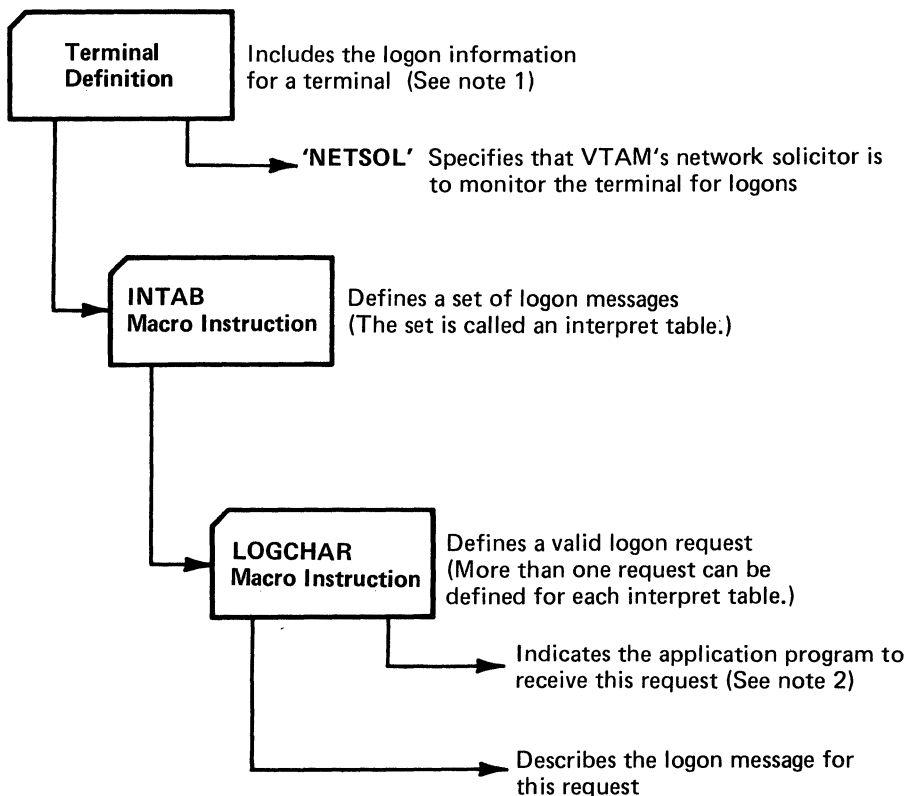 Terminal
Definition
Includes the logon information
for a terminal (See note 1)
'NETSOL' Specifies that VTAM's network solicitor is
to monitor the terminal for logons
INTAB
Macro Instruction
Defines a set of logon messages
(The set is called an interpret table.)
LOGCHAR
Macro Instruction
Defines a valid logon request
(More than one request can be
defined for each interpret table.)
Indicates the application program to
receive this request (See note 2)
Describes the logon message for
this request